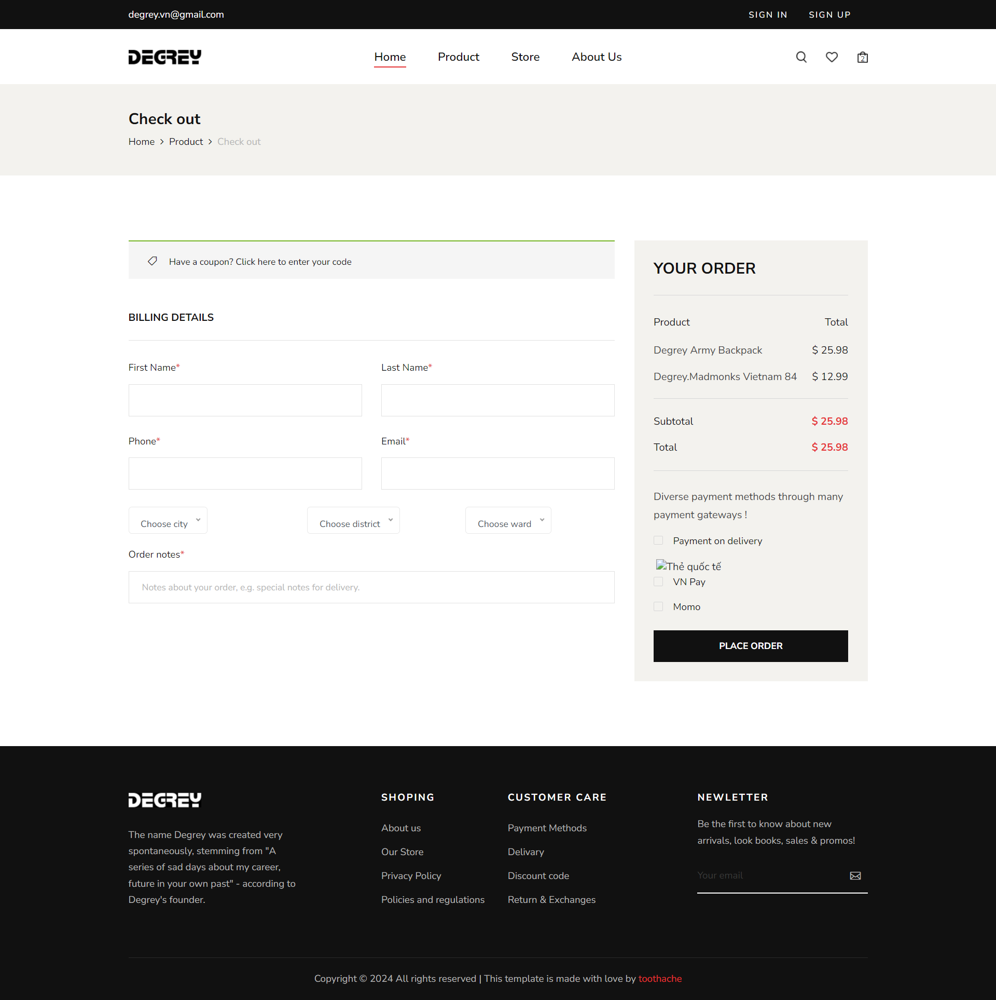 degrey.vn@gmail.com
SIGN IN
SIGN UP
DEGREY
Home
Product
Store
About Us
2
Check out
Home
Product
Check out
Have a coupon? Click here to enter your code
BILLING DETAILS
First Name*
Last Name*
Phone*
Email*
Choose city
Choose district
Choose ward
Order notes*
Notes about your order, e.g. special notes for delivery.
YOUR ORDER
Product Total
Degrey Army Backpack $ 25.98
Degrey.Madmonks Vietnam 84 $ 12.99
Subtotal $ 25.98
Total $ 25.98
Diverse payment methods through many
payment gateways !
Payment on delivery
Thẻ quốc tế
VN Pay
Momo
PLACE ORDER
DEGREY
The name Degrey was created very
spontaneously, stemming from "A
series of sad days about my career,
future in your own past" - according to
Degrey's founder.
SHOPING
About us
Our Store
Privacy Policy
Policies and regulations
CUSTOMER CARE
Payment Methods
Delivary
Discount code
Return & Exchanges
NEWLETTER
Be the first to know about new
arrivals, look books, sales & promos!
Your email
Copyright © 2024 All rights reserved | This template is made with love by toothache